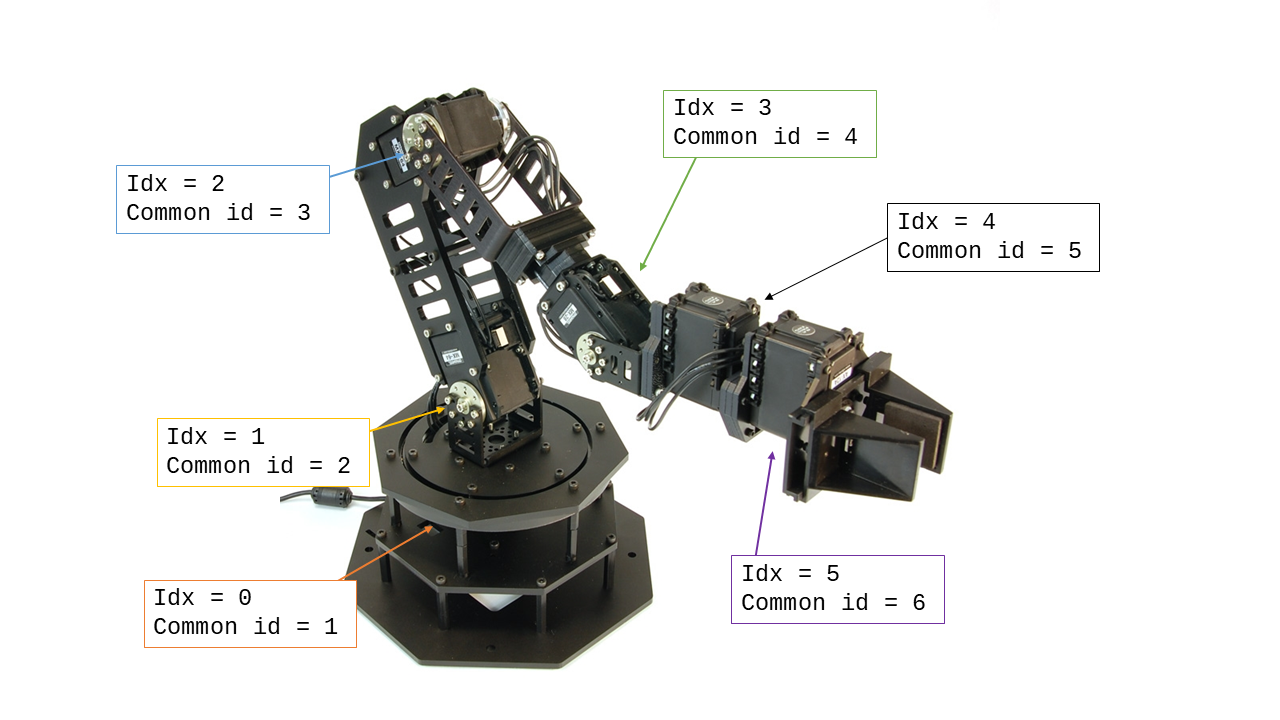 Idx = 3
Common id = 4
Idx = 2
Common id = 3
Idx = 4
Common id = 5
Idx = 1
Common id = 2
Idx = 5
Common id = 6
Idx = 0
Common id = 1